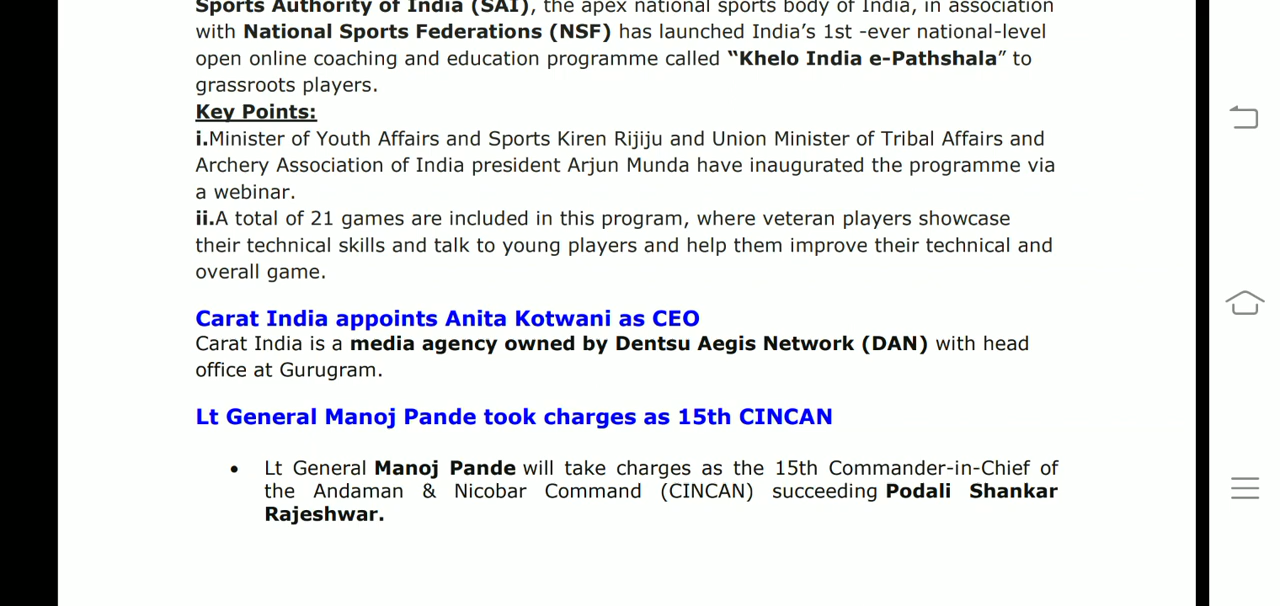 Sports Authority of India (SAI), the apex national sports body of India, in association
with National Sports Federations (NSF) has launched India’s 1st -ever national-level
open online coaching and education programme called “Khelo India e-Pathshala” to
grassroots players.
Key Points:
i.Minister of Youth Affairs and Sports Kiren Rijiju and Union Minister of Tribal Affairs and
Archery Association of India president Arjun Munda have inaugurated the programme via
a webinar.
ii.A total of 21 games are included in this program, where veteran players showcase
their technical skills and talk to young players and help them improve their technical and
overall game.
Carat India appoints Anita Kotwani as CEO
Carat India is a media agency owned by Dentsu Aegis Network (DAN) with head
office at Gurugram.
Lt General Manoj Pande took charges as 15th CINCAN
• Lt General Manoj Pande will take charges as the 15th Commander-in-Chief of
the Andaman & Nicobar Command (CINCAN) succeeding Podali Shankar
Rajeshwar.